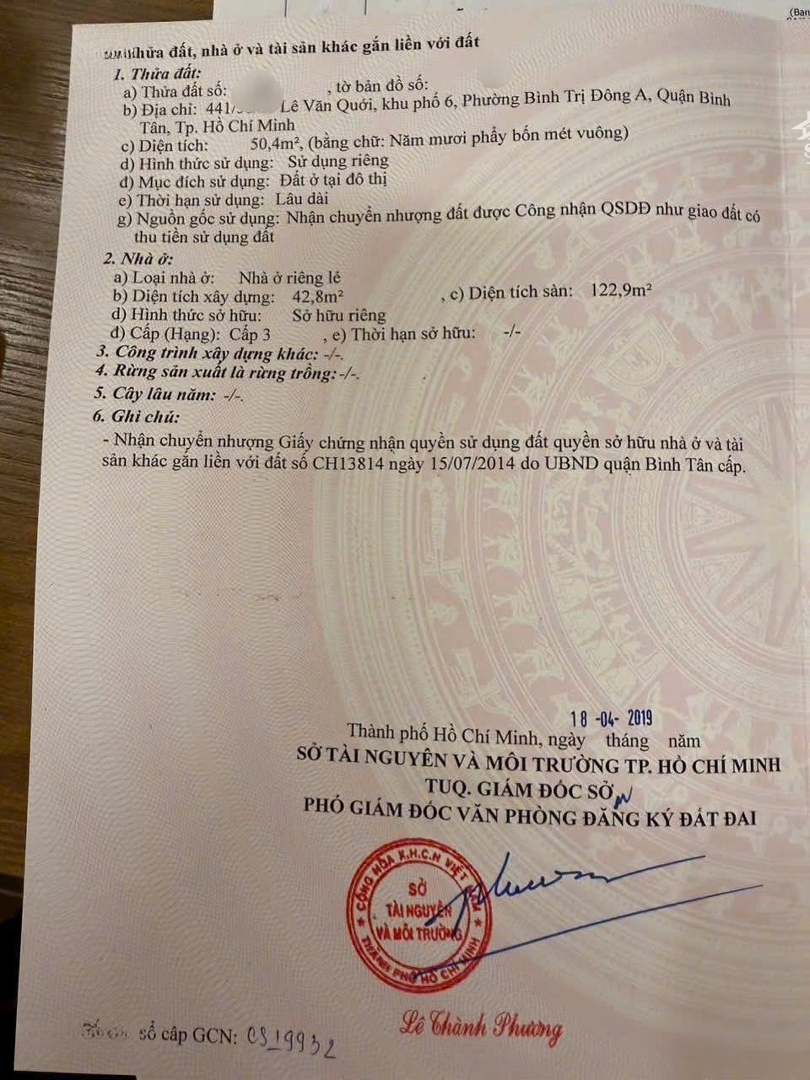 (Ban
Thửa đất, nhà ở và tài sản khác gắn liền với đất
1. Thửa đất:
a) Thửa đất số: , tờ bản đồ số:
b) Địa chỉ: 441/ Lê Văn Quới, khu phố 6, Phường Bình Trị Đông A, Quận Bình
Tân, Tp. Hồ Chí Minh
c) Diện tích: 50,4m², (bằng chữ: Năm mươi phẩy bốn mét vuông)
d) Hình thức sử dụng: Sử dụng riêng
đ) Mục đích sử dụng: Đất ở tại đô thị
e) Thời hạn sử dụng: Lâu dài
g) Nguồn gốc sử dụng: Nhận chuyển nhượng đất được Công nhận QSDĐ như giao đất có
thu tiền sử dụng đất
2. Nhà ở:
a) Loại nhà ở: Nhà ở riêng lẻ
b) Diện tích xây dựng: 42,8m² , c) Diện tích sàn: 122,9m²
d) Hình thức sở hữu: Sở hữu riêng
đ) Cấp (Hạng): Cấp 3 , e) Thời hạn sở hữu: -/-
3. Công trình xây dựng khác: -/-.
4. Rừng sản xuất là rừng trồng: -/-.
5. Cây lâu năm: -/-.
6. Ghi chú:
- Nhận chuyển nhượng Giấy chứng nhận quyền sử dụng đất quyền sở hữu nhà ở và tài
sản khác gắn liền với đất số CH13814 ngày 15/07/2014 do UBND quận Bình Tân cấp.
18 -04- 2019
Thành phố Hồ Chí Minh, ngày tháng năm
SỞ TÀI NGUYÊN VÀ MÔI TRƯỜNG TP. HỒ CHÍ MINH
TUQ. GIÁM ĐỐC SỞ
PHÓ GIÁM ĐỐC VĂN PHÒNG ĐĂNG KÝ ĐẤT ĐAI
CỘNG HÒA X.H.C.N VIỆT NAM
SỞ
TÀI NGUYÊN
VÀ MÔI TRƯỜNG
THÀNH PHỐ HỒ CHÍ MINH
Lê Thành Phương
sổ cấp GCN: CS19932